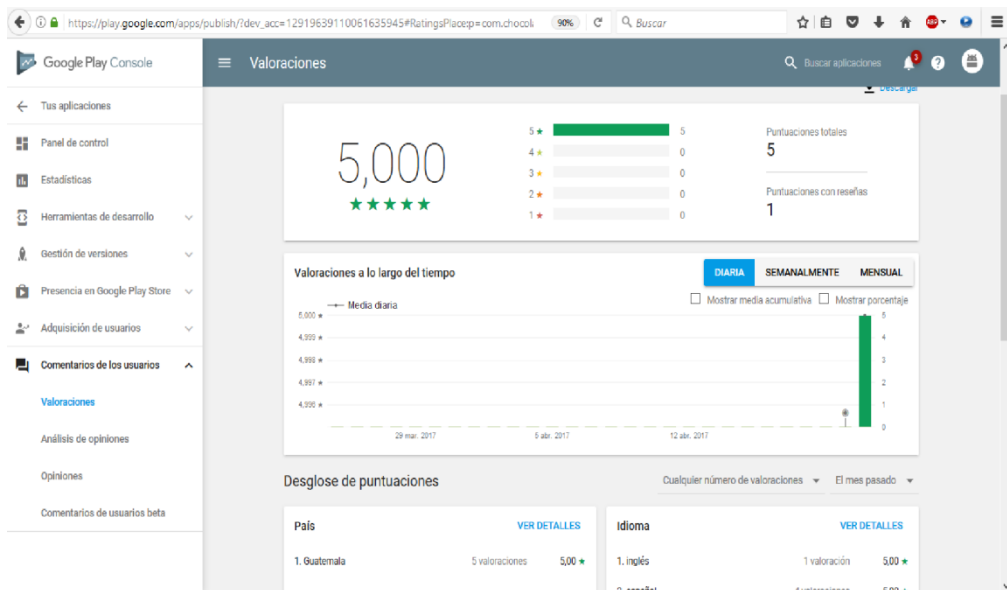 https://play.google.com/apps/publish/?dev_acc=12919639110061635945#RatingsPlace:p=com.chocol
90%
Buscar
Google Play Console
Valoraciones
Buscar aplicaciones
3
?
Descargar
Tus aplicaciones
Panel de control
Estadísticas
Herramientas de desarrollo
Gestión de versiones
Presencia en Google Play Store
Adquisición de usuarios
Comentarios de los usuarios
Valoraciones
Análisis de opiniones
Opiniones
Comentarios de usuarios beta
5,000
★★★★★
5 ★ 5
4 ★ 0
3 ★ 0
2 ★ 0
1 ★ 0
Puntuaciones totales
5
Puntuaciones con reseñas
1
Valoraciones a lo largo del tiempo
DIARIA SEMANALMENTE MENSUAL
Mostrar media acumulativa Mostrar porcentaje
Media diaria
5,000 ★ 5
4,999 ★ 4
4,998 ★ 3
4,997 ★ 2
4,996 ★ 1
0
29 mar. 2017 5 abr. 2017 12 abr. 2017
Desglose de puntuaciones
Cualquier número de valoraciones El mes pasado
País VER DETALLES
1. Guatemala 5 valoraciones 5,00 ★
Idioma VER DETALLES
1. inglés 1 valoración 5,00 ★
2. español 4 valoraciones 5,00 ★